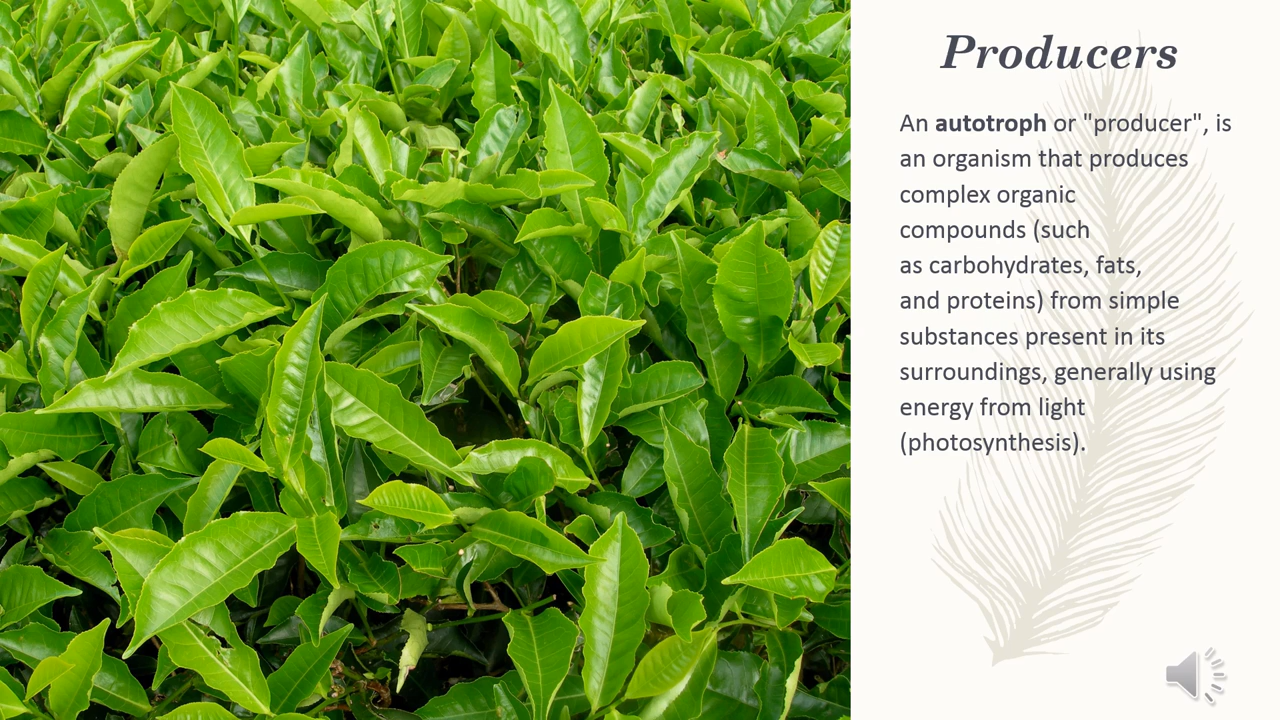 Producers
An autotroph or "producer", is
an organism that produces
complex organic
compounds (such
as carbohydrates, fats,
and proteins) from simple
substances present in its
surroundings, generally using
energy from light
(photosynthesis).